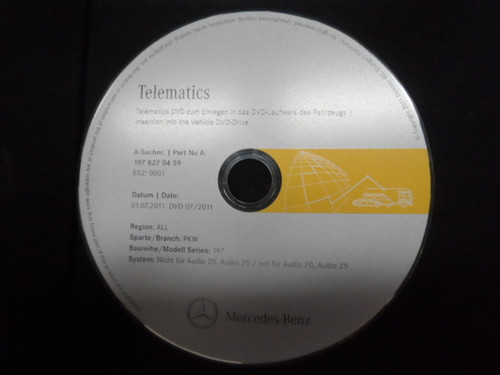 Telematics
Telematics DVD zum Einlegen in das DVD-Laufwerk des Fahrzeugs |
Insertion into the Vehicle DVD-Drive
A-Sachnr. | Part No A:
197 827 04 59
ES2: 0001
Datum | Date:
01.07.2011 DVD 07/2011
Region: ALL
Sparte/Branch: PKW
Baureihe/Modell Series: 197
System: Nicht für Audio 20, Audio 25 / not for Audio 20, Audio 25
Mercedes-Benz